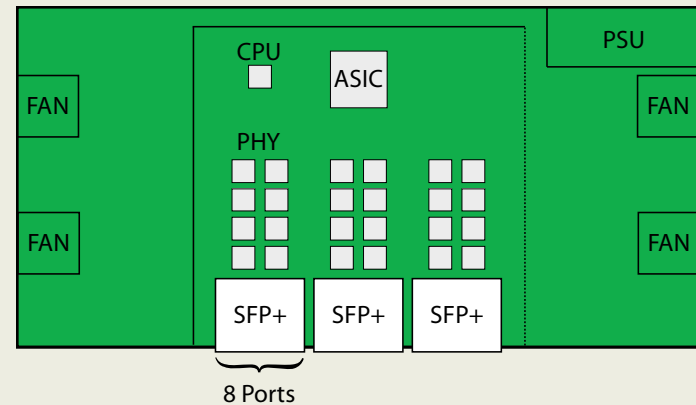 PSU
CPU
ASIC
FAN
FAN
PHY
FAN
FAN
SFP+
SFP+
SFP+
8 Ports